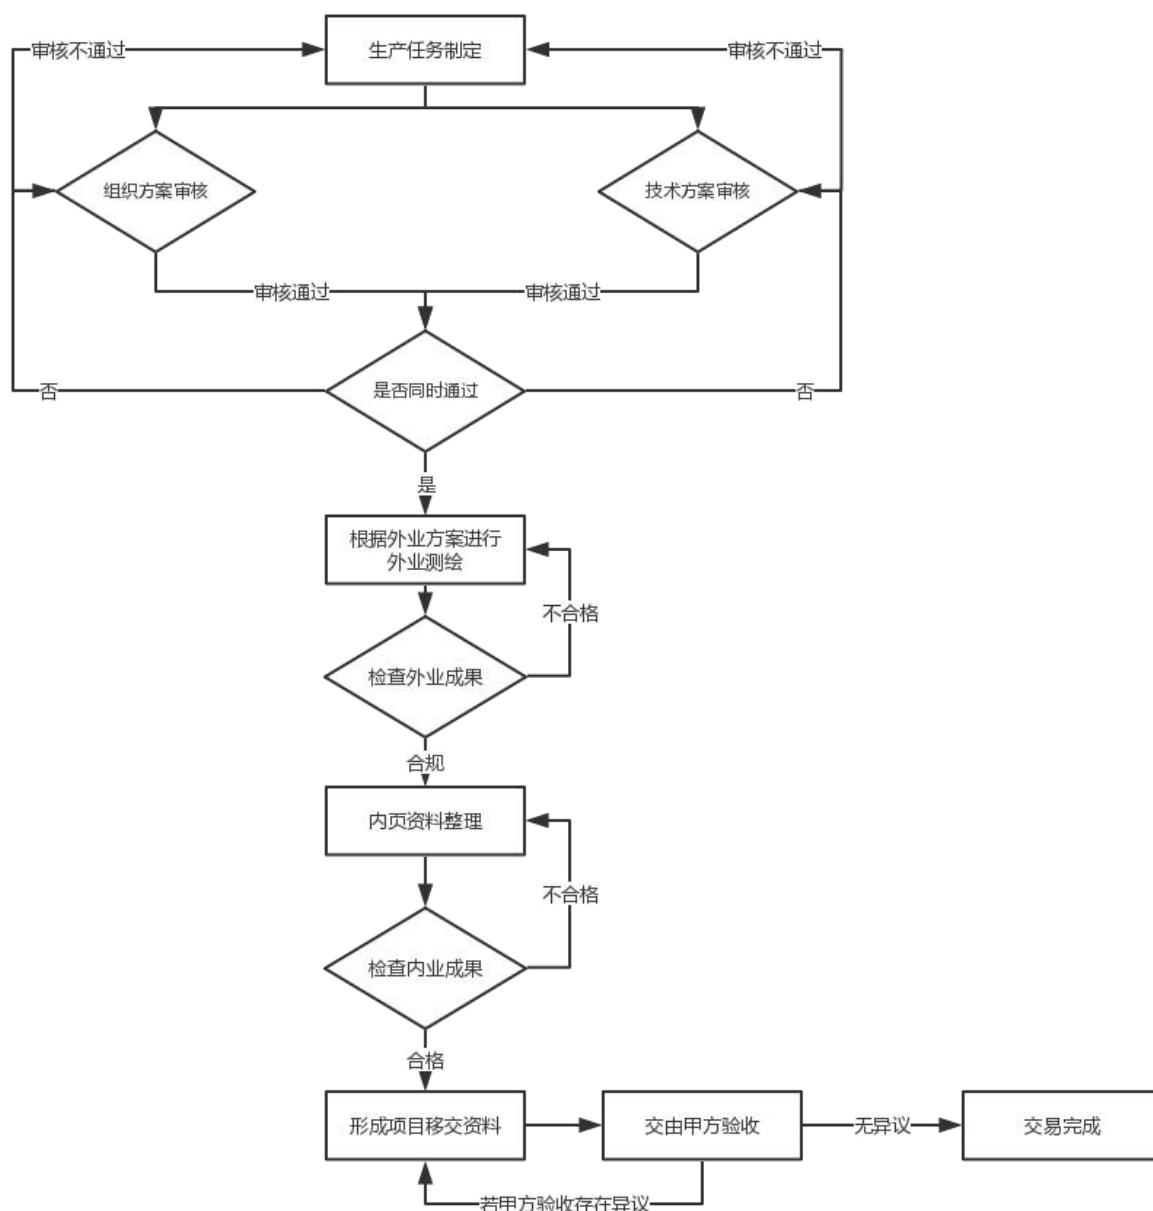 审核不通过
生产任务制定
审核不通过
组织方案审核
技术方案审核
审核通过
审核通过
否
是否同时通过
否
是
根据外业方案进行
外业测绘
不合格
检查外业成果
合规
内页资料整理
不合格
检查内业成果
合格
形成项目移交资料
交由甲方验收
无异议
交易完成
若甲方验收存在异议